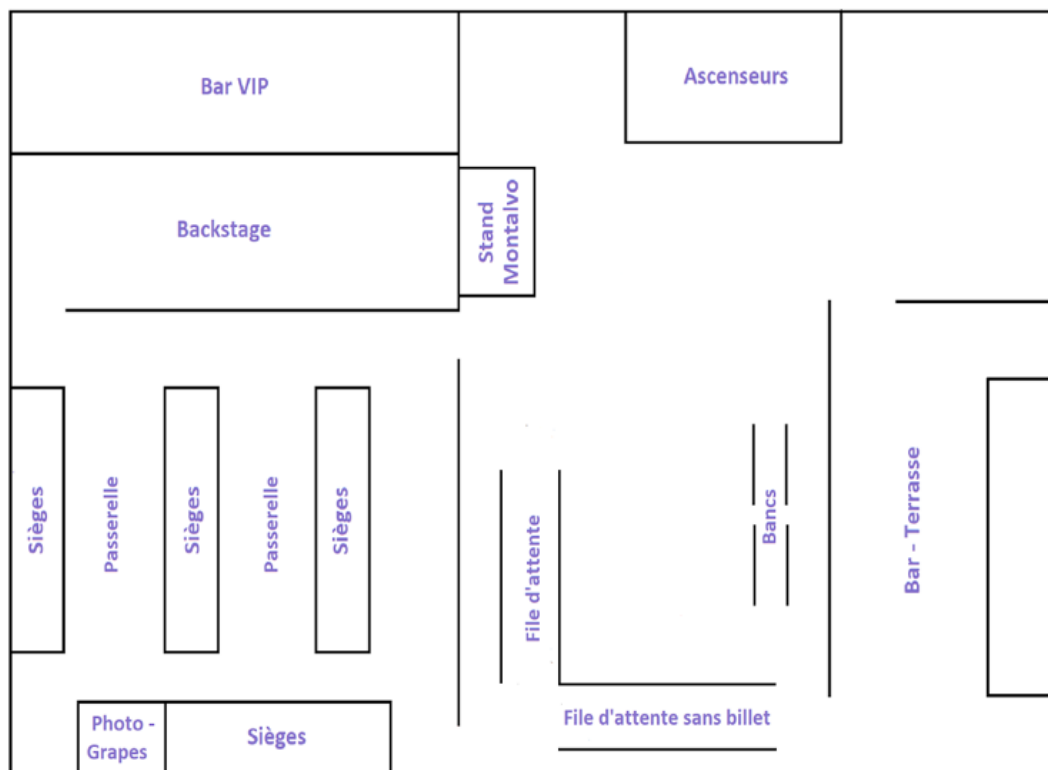 Bar VIP
Ascenseurs
Backstage
Stand
Montalvo
Sièges
Passerelle
Sièges
Passerelle
Sièges
File d'attente
Bancs
Bar - Terrasse
Photo -
Grapes
Sièges
File d'attente sans billet